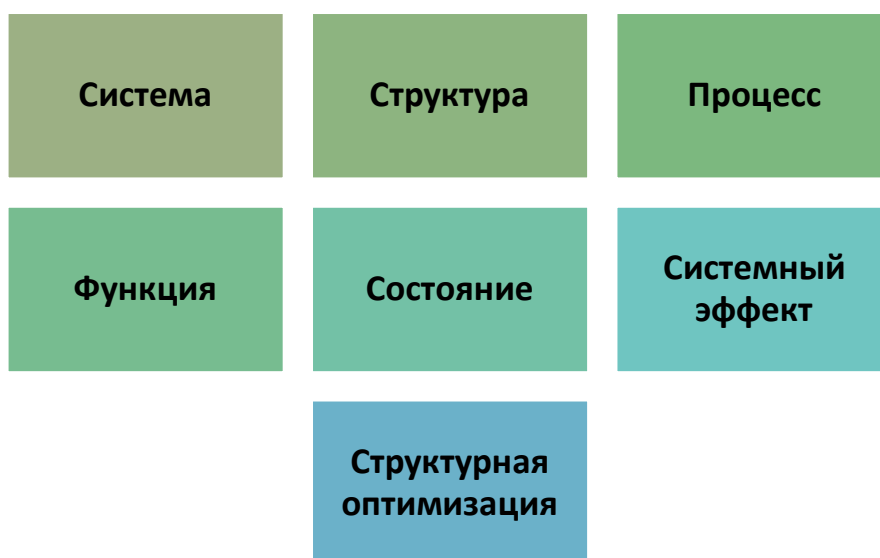 Система
Структура
Процесс
Функция
Состояние
Системный
эффект
Структурная
оптимизация